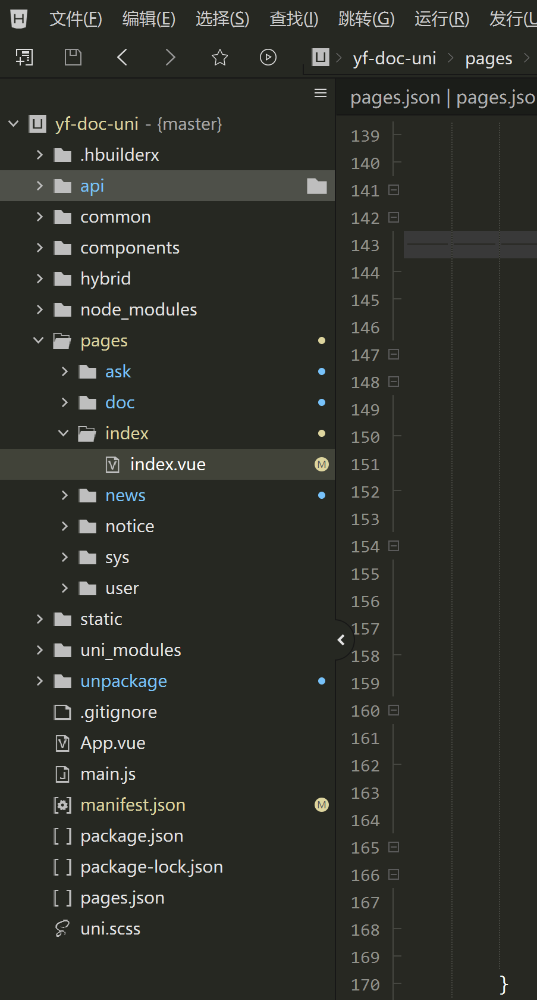 文件(F) 编辑(E) 选择(S) 查找(I) 跳转(G) 运行(R) 发行(U
yf-doc-uni pages
pages.json | pages.jso
yf-doc-uni - {master}
.hbuilderx
api
common
components
hybrid
node_modules
pages
ask
doc
index
index.vue M
news
notice
sys
user
static
uni_modules
unpackage
.gitignore
App.vue
main.js
manifest.json M
package.json
package-lock.json
pages.json
uni.scss
139
140
141
142
143
144
145
146
147
148
149
150
151
152
153
154
155
156
157
158
159
160
161
162
163
164
165
166
167
168
169
170 }